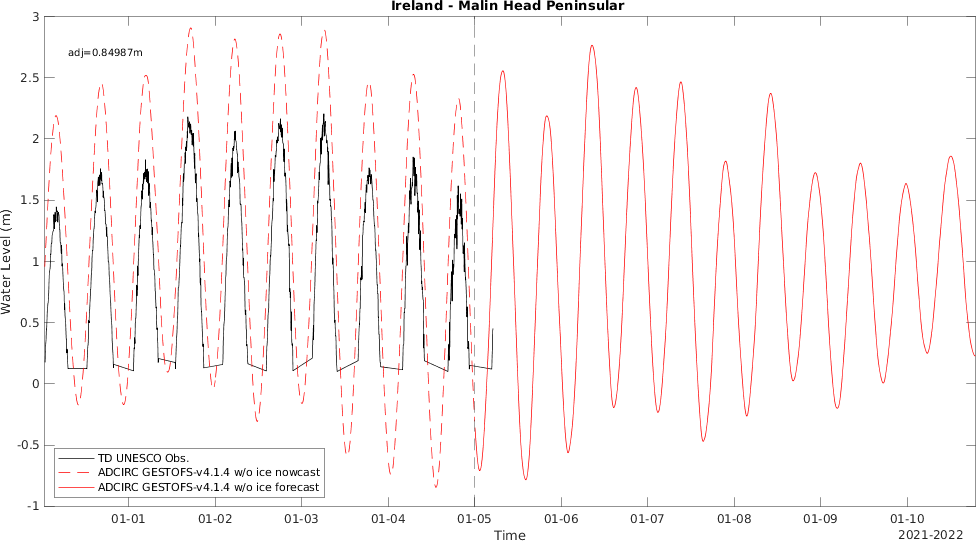 Ireland - Malin Head Peninsular
adj=0.84987m
3
2.5
2
1.5
1
0.5
0
-0.5
-1
Water Level (m)
TD UNESCO Obs.
ADCIRC GESTOFS-v4.1.4 w/o ice nowcast
ADCIRC GESTOFS-v4.1.4 w/o ice forecast
01-01 01-02 01-03 01-04 01-05 01-06 01-07 01-08 01-09 01-10
Time
2021-2022